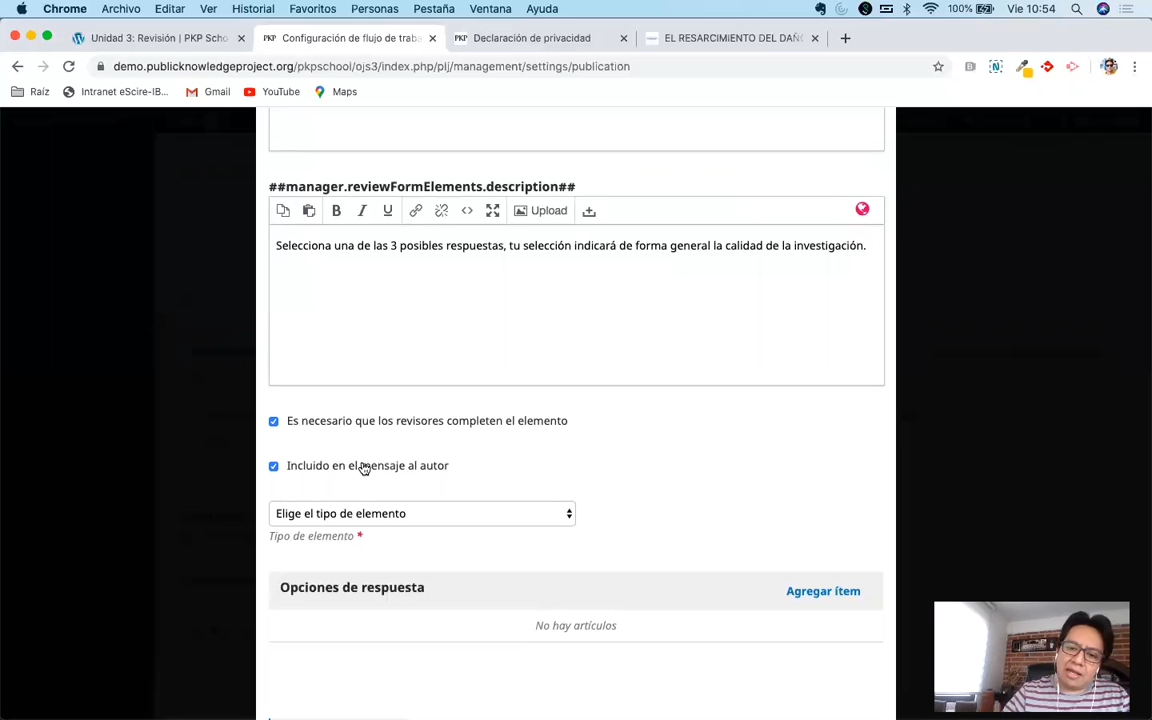 Chrome Archivo Editar Ver Historial Favoritos Personas Pestaña Ventana Ayuda 100% Vie 10:54
Unidad 3: Revisión | PKP Scho PKP Configuración de flujo de traba PKP Declaración de privacidad EL RESARCIMIENTO DEL DAÑO
demo.publicknowledgeproject.org/pkpschool/ojs3/index.php/plj/management/settings/publication
Raíz Intranet eScire-IB... Gmail YouTube Maps
##manager.reviewFormElements.description##
B I U Upload
Selecciona una de las 3 posibles respuestas, tu selección indicará de forma general la calidad de la investigación.
Es necesario que los revisores completen el elemento
Incluido en el mensaje al autor
Elige el tipo de elemento
Tipo de elemento *
Opciones de respuesta Agregar ítem
No hay artículos